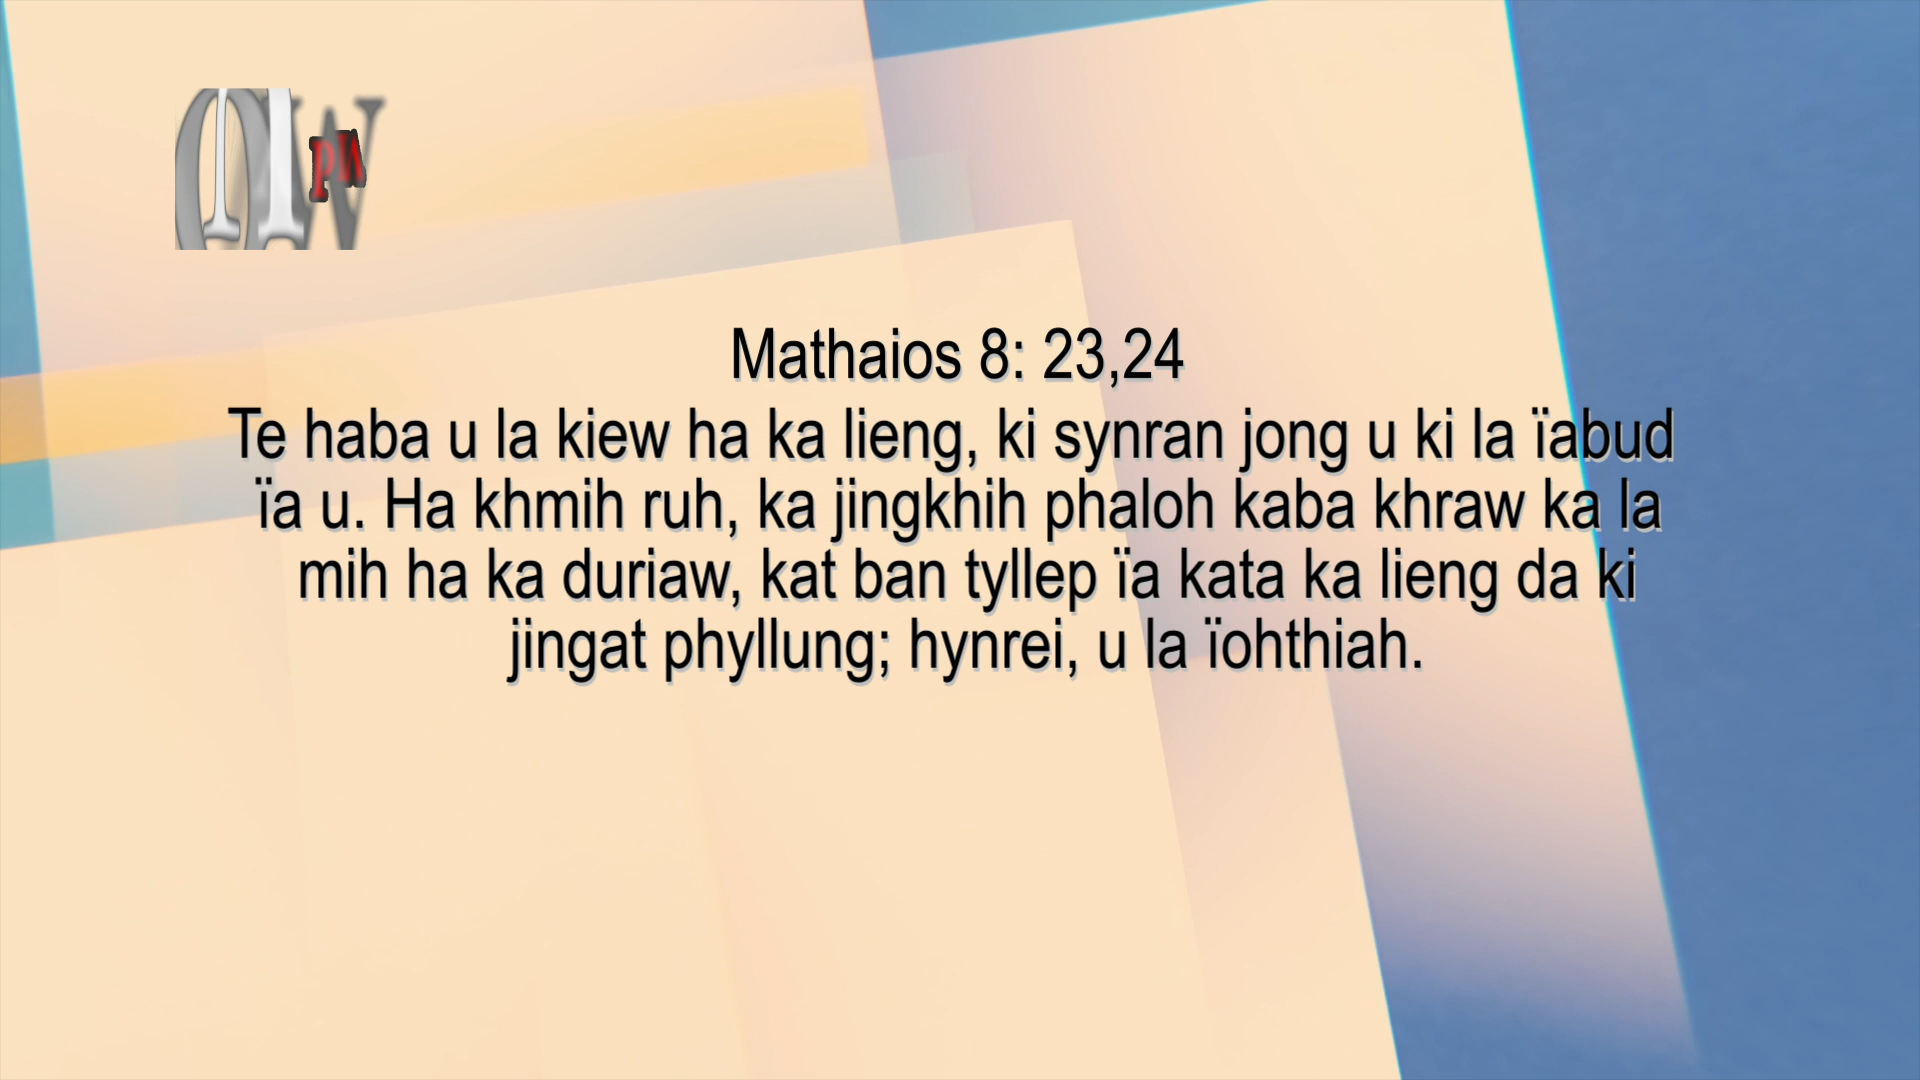 Mathaios 8: 23,24
Te haba u la kiew ha ka lieng, ki synran jong u ki la ïabud
ïa u. Ha khmih ruh, ka jingkhih phaloh kaba khraw ka la
mih ha ka duriaw, kat ban tyllep ïa kata ka lieng da ki
jingat phyllung; hynrei, u la ïohthiah.